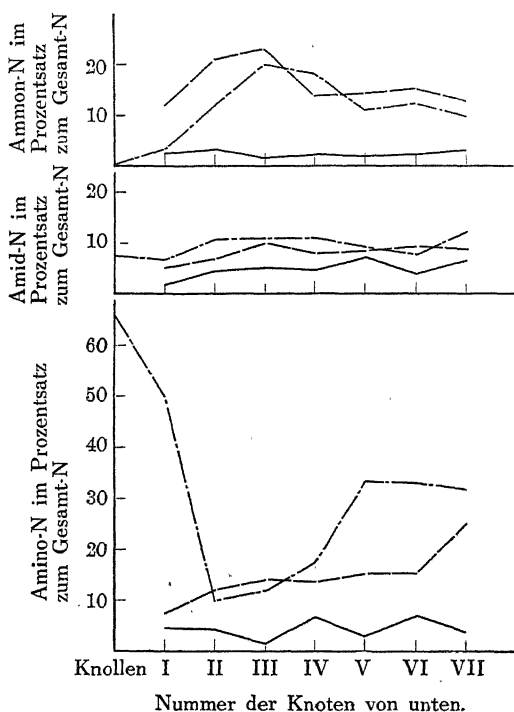 Ammon-N im
Prozentsatz
zum Gesamt-N
20
10
Amid-N im
Prozentsatz
zum Gesamt-N
20
10
Amino-N im Prozentsatz
zum Gesamt-N
60
50
40
30
20
10
Knollen I II III IV V VI VII
Nummer der Knoten von unten.